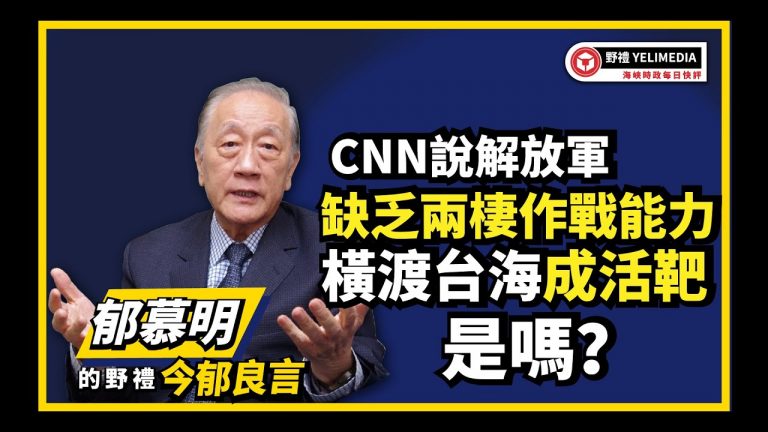 野禮 YELIMEDIA
海峽時政每日快評
CNN說解放軍
缺乏兩棲作戰能力
橫渡台海成活靶
是嗎？
郁慕明
的野禮 今郁良言